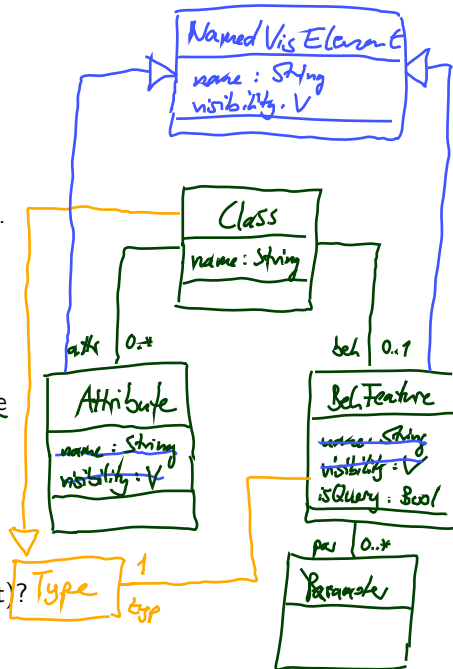 NamedVisElement
name : String
visibility : V
.
Class
name : String
attr 0..*
beh 0..1
Attribute
name : String
visibility : V
BehFeature
name : String
visibility : V
isQuery : Bool
e
par 0..*
Type
1
typ
t)?
Parameter